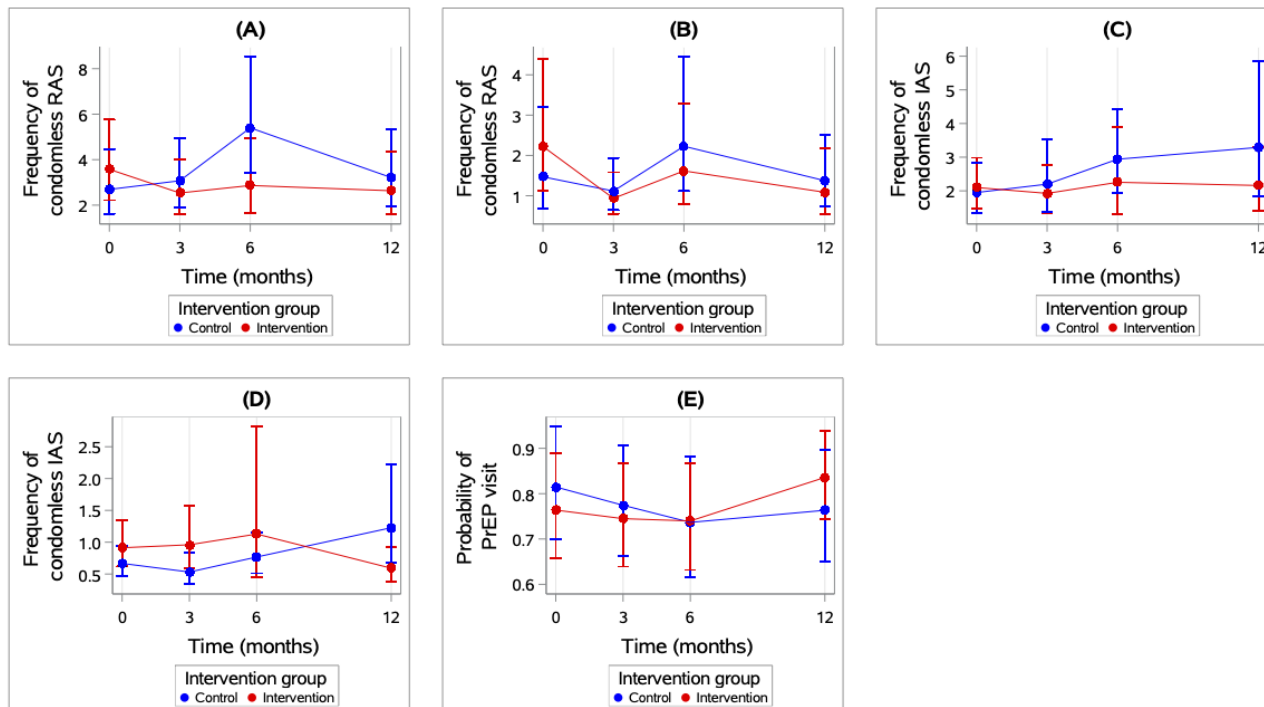 (A)
Frequency of
condomless RAS
8
6
4
2
0 3 6 12
Time (months)
Intervention group
Control Intervention
(B)
Frequency of
condomless RAS
4
3
2
1
0 3 6 12
Time (months)
Intervention group
Control Intervention
(C)
Frequency of
condomless IAS
6
5
4
3
2
0 3 6 12
Time (months)
Intervention group
Control Intervention
(D)
Frequency of
condomless IAS
2.5
2.0
1.5
1.0
0.5
0 3 6 12
Time (months)
Intervention group
Control Intervention
(E)
Probability of
PrEP visit
0.9
0.8
0.7
0.6
0 3 6 12
Time (months)
Intervention group
Control Intervention